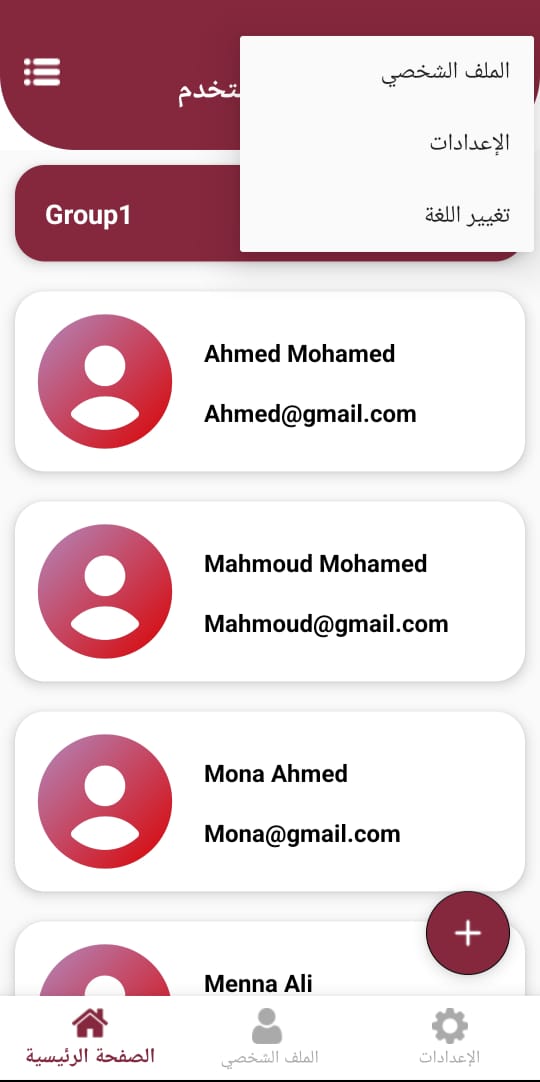 الملف الشخصي
الإعدادات
تغيير اللغة
Group1
Ahmed Mohamed
Ahmed@gmail.com
Mahmoud Mohamed
Mahmoud@gmail.com
Mona Ahmed
Mona@gmail.com
Menna Ali
الصفحة الرئيسية
الملف الشخصي
الإعدادات